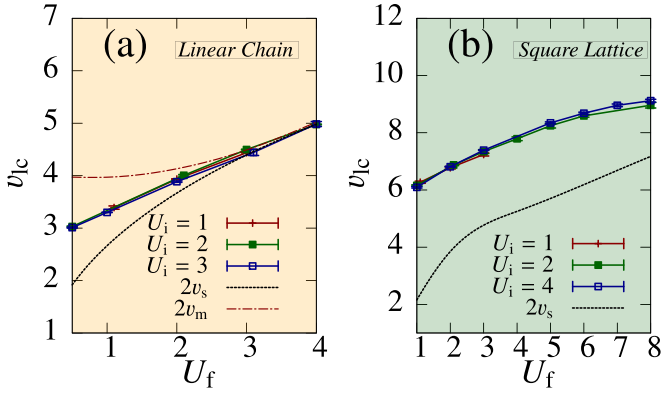 (a)
Linear Chain
7
6
5
4
3
2
1
v_lc
U_i = 1
U_i = 2
U_i = 3
2v_s
2v_m
1 2 3 4
U_f
(b)
Square Lattice
12
10
8
6
4
2
v_lc
U_i = 1
U_i = 2
U_i = 4
2v_s
1 2 3 4 5 6 7 8
U_f